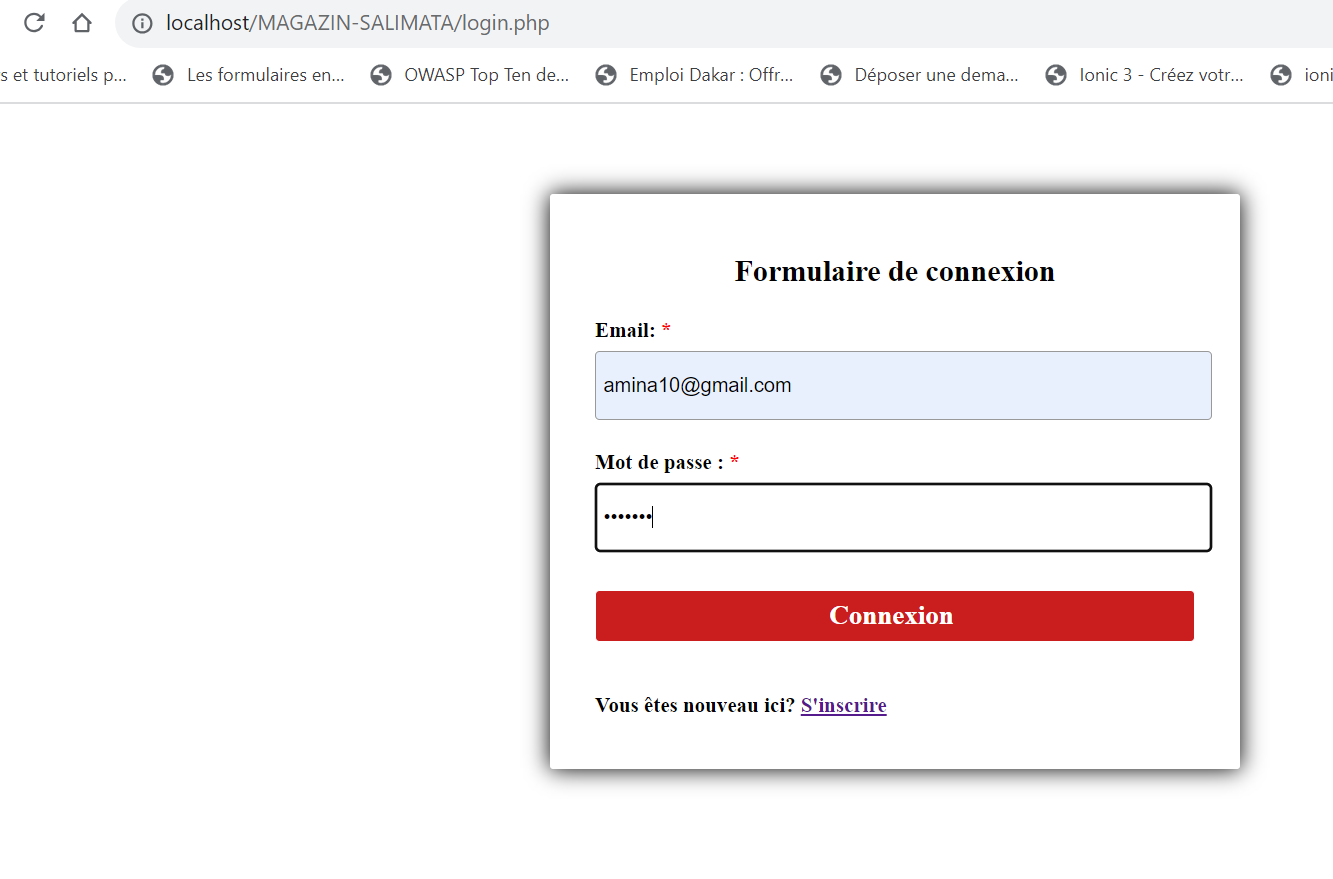 localhost/MAGAZIN-SALIMATA/login.php
s et tutoriels p... Les formulaires en... OWASP Top Ten de... Emploi Dakar : Offr... Déposer une dema... Ionic 3 - Créez votr... ioni
Formulaire de connexion
Email: *
amina10@gmail.com
Mot de passe : *
•••••••
Connexion
Vous êtes nouveau ici? S'inscrire